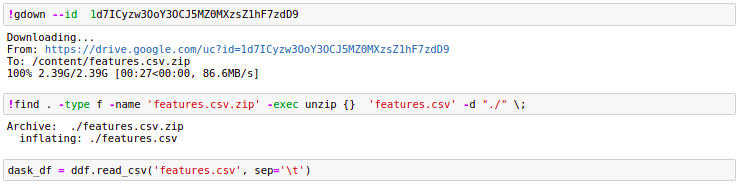 !gdown --id  1d7ICyzw3OoY3OCJ5MZ0MXzsZ1hF7zdD9
Downloading...
From: https://drive.google.com/uc?id=1d7ICyzw3OoY3OCJ5MZ0MXzsZ1hF7zdD9
To: /content/features.csv.zip
100% 2.39G/2.39G [00:27<00:00, 86.6MB/s]
!find . -type f -name 'features.csv.zip' -exec unzip {}  'features.csv' -d "./" \;
Archive:  ./features.csv.zip
  inflating: ./features.csv
dask_df = ddf.read_csv('features.csv', sep='\t')